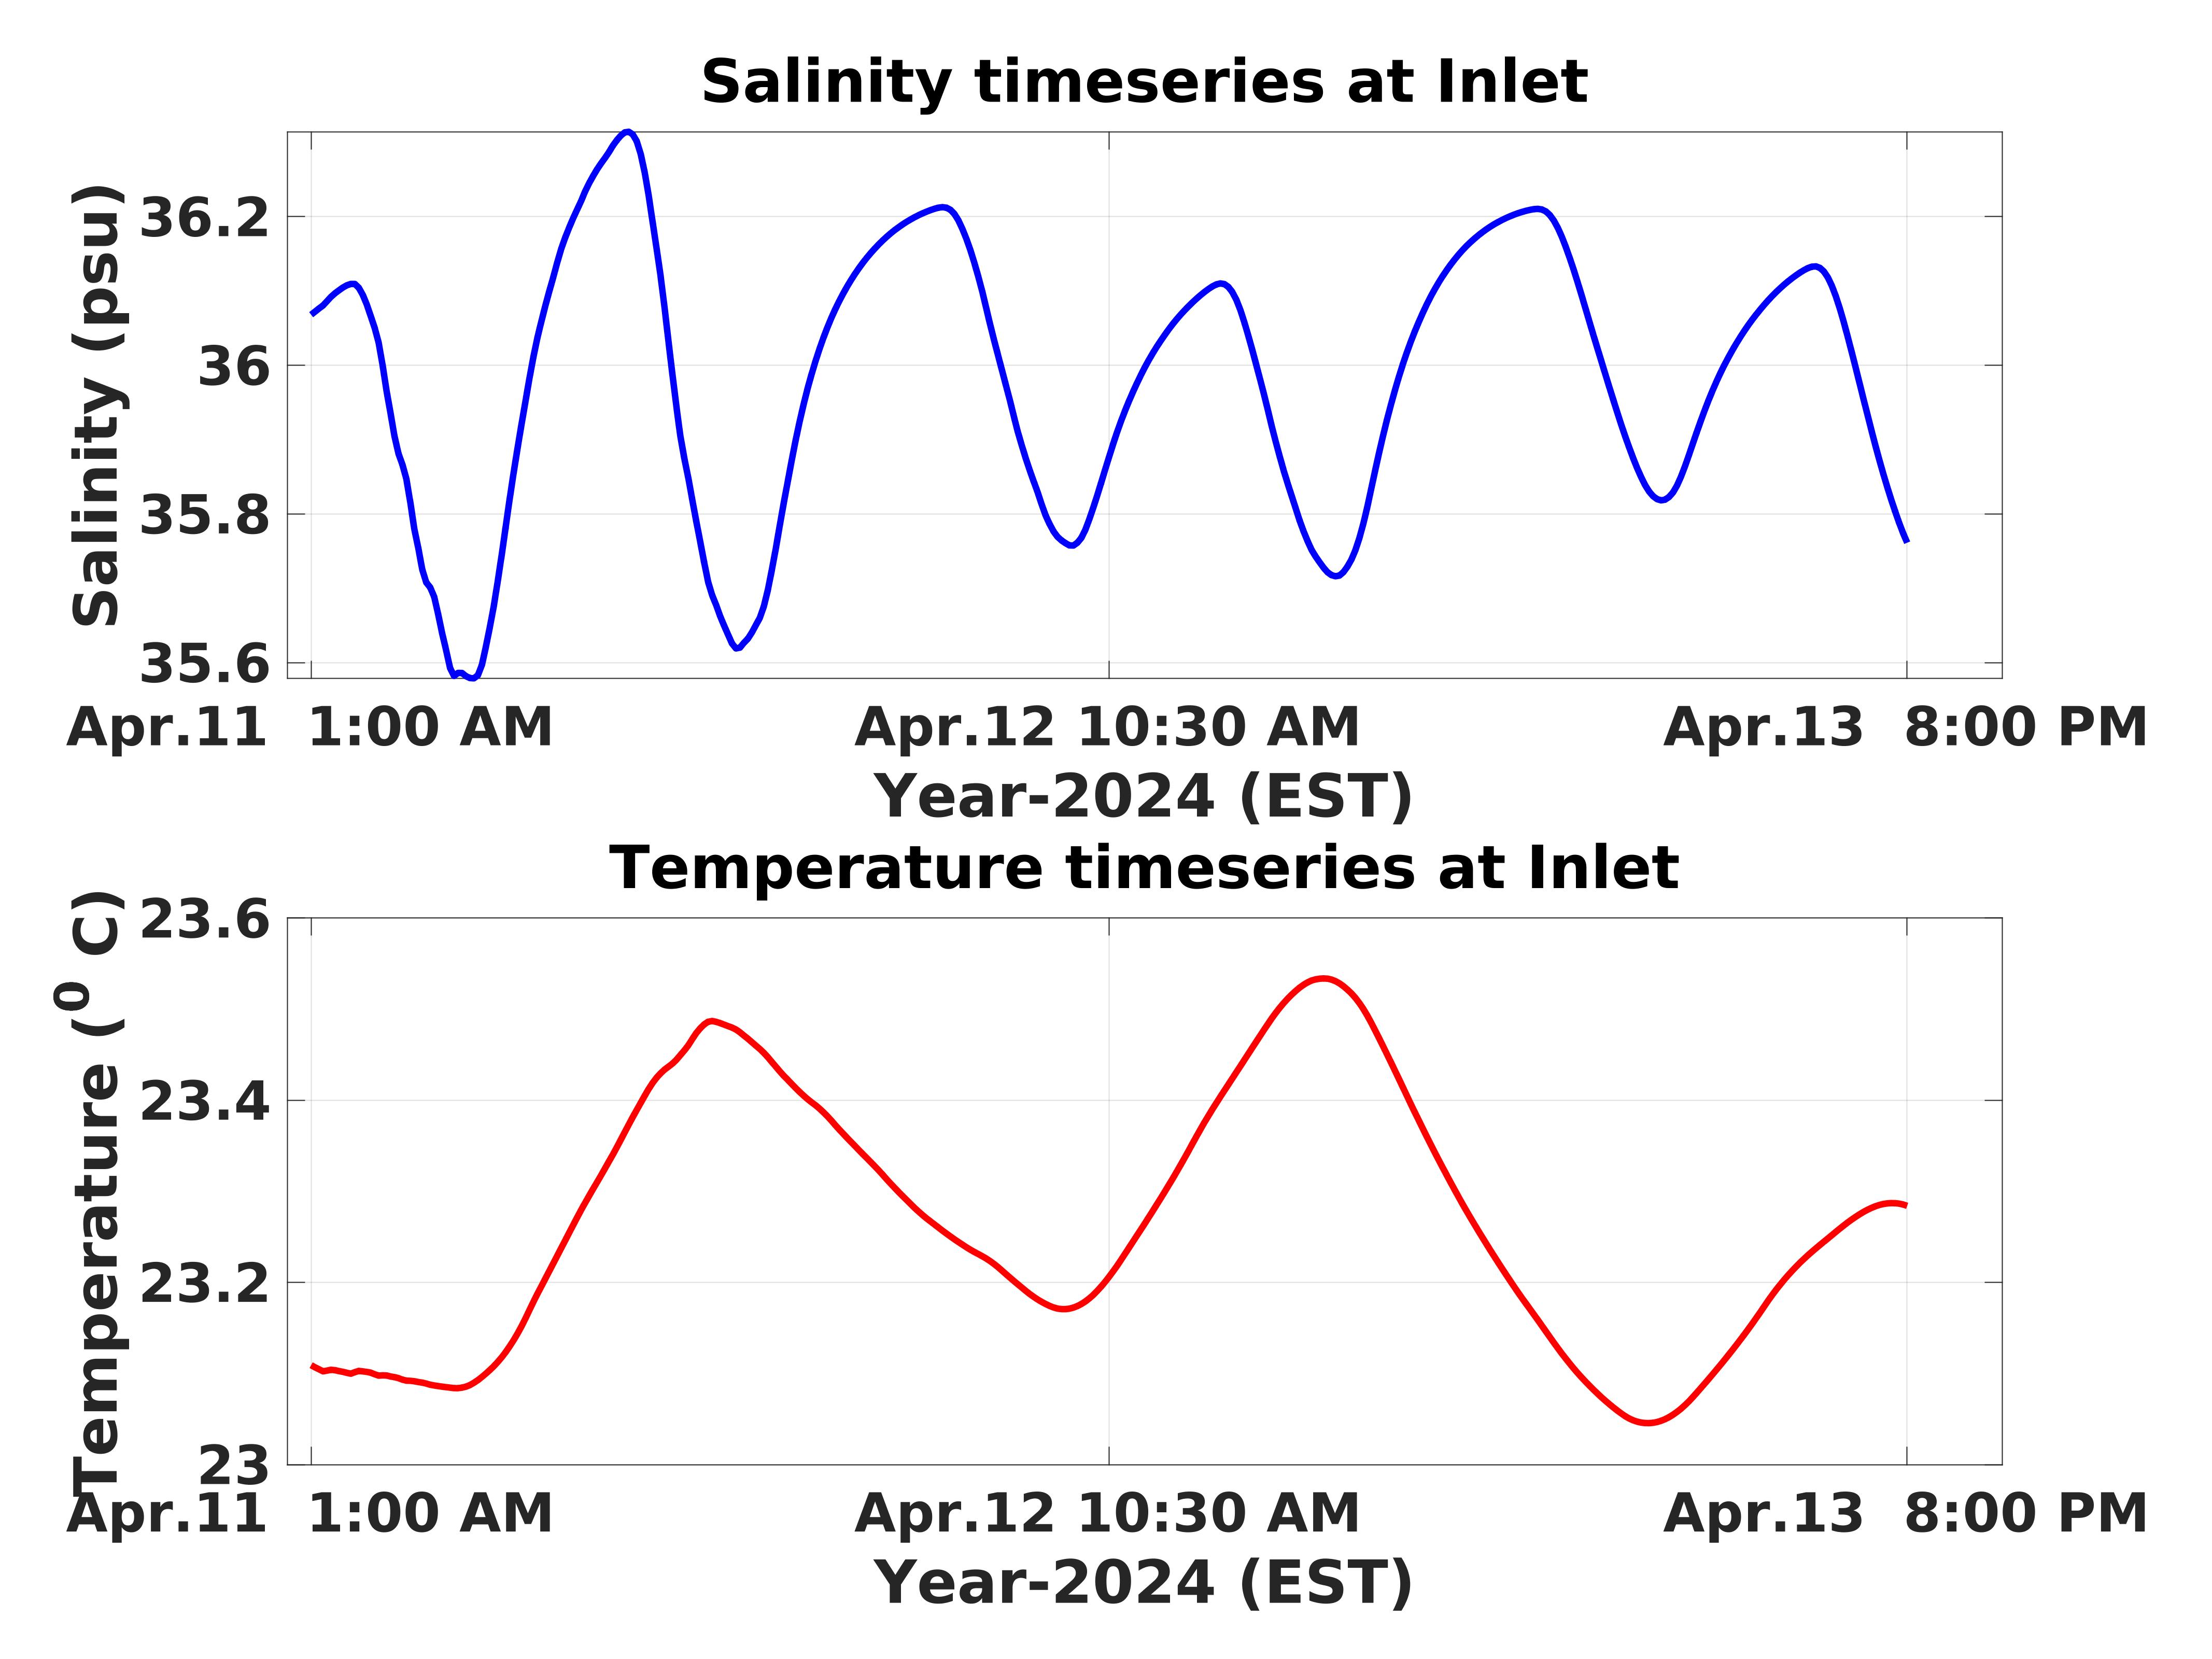 Salinity timeseries at Inlet
Salinity (psu)
36.2
36
35.8
35.6
Apr.11  1:00 AM
Apr.12 10:30 AM
Apr.13  8:00 PM
Year-2024 (EST)
Temperature timeseries at Inlet
Temperature (⁰ C)
23.6
23.4
23.2
23
Apr.11  1:00 AM
Apr.12 10:30 AM
Apr.13  8:00 PM
Year-2024 (EST)